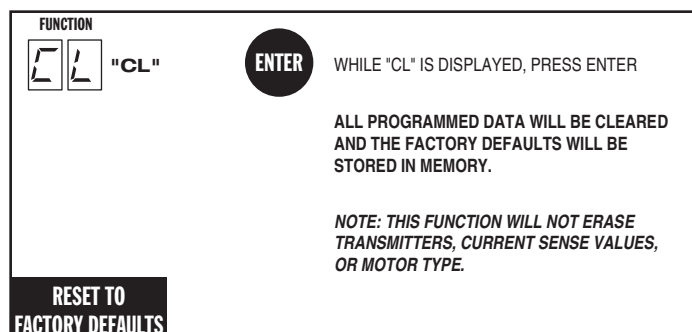 FUNCTION
CL "CL"
ENTER
WHILE "CL" IS DISPLAYED, PRESS ENTER
ALL PROGRAMMED DATA WILL BE CLEARED
AND THE FACTORY DEFAULTS WILL BE
STORED IN MEMORY.
NOTE: THIS FUNCTION WILL NOT ERASE
TRANSMITTERS, CURRENT SENSE VALUES,
OR MOTOR TYPE.
RESET TO
FACTORY DEFAULTS